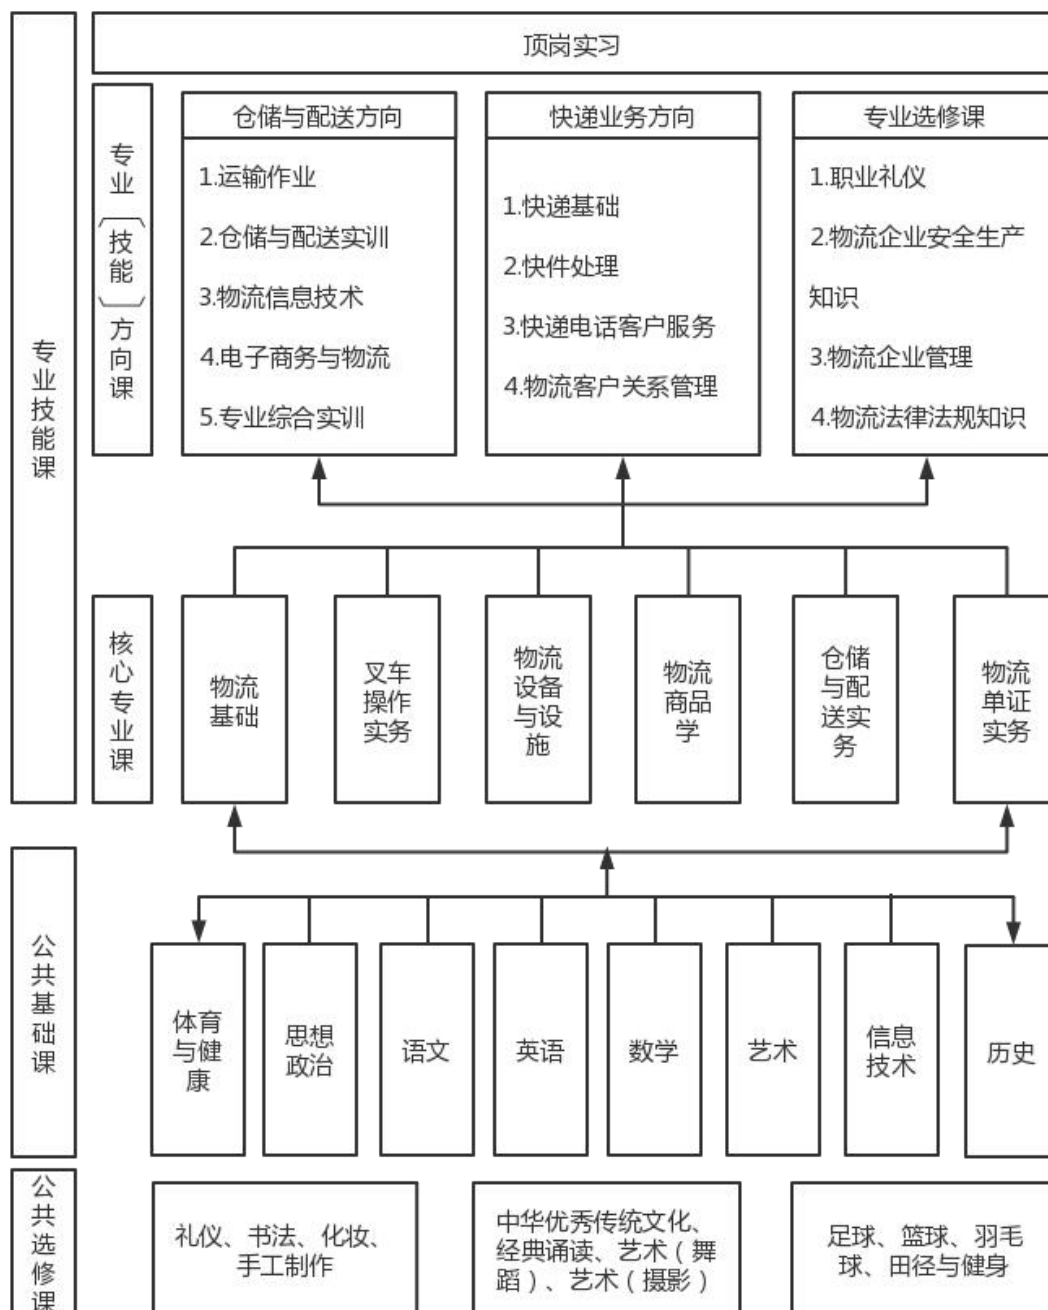 顶岗实习
专业
︹技能︺
方向课
仓储与配送方向
1.运输作业
2.仓储与配送实训
3.物流信息技术
4.电子商务与物流
5.专业综合实训
快递业务方向
1.快递基础
2.快件处理
3.快递电话客户服务
4.物流客户关系管理
专业选修课
1.职业礼仪
2.物流企业安全生产
知识
3.物流企业管理
4.物流法律法规知识
专业技能课
核心专业课
物流
基础
叉车
操作
实务
物流
设备
与设
施
物流
商品
学
仓储
与配
送实
务
物流
单证
实务
公共基础课
体育
与健
康
思想
政治
语文
英语
数学
艺术
信息
技术
历史
公共选修课
礼仪、书法、化妆、
手工制作
中华优秀传统文化、
经典诵读、艺术（舞
蹈）、艺术（摄影）
足球、篮球、羽毛
球、田径与健身